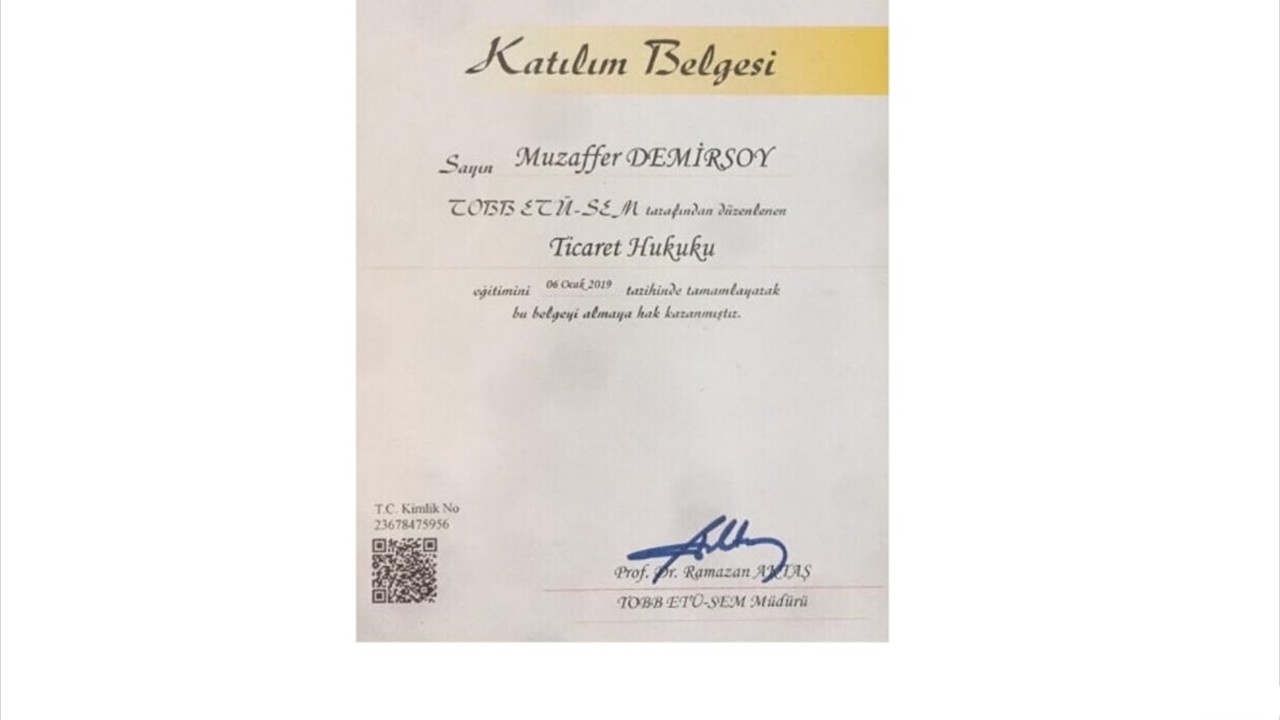 Katılım Belgesi
Sayın Muzaffer DEMİRSOY
TOBB ETÜ-SEM tarafından düzenlenen
Ticaret Hukuku
eğitimini 06 Ocak 2019 tarihinde tamamlayarak
bu belgeyi almaya hak kazanmıştır.
T.C. Kimlik No
23678475956
Prof. Dr. Ramazan AKTAŞ
TOBB ETÜ-SEM Müdürü